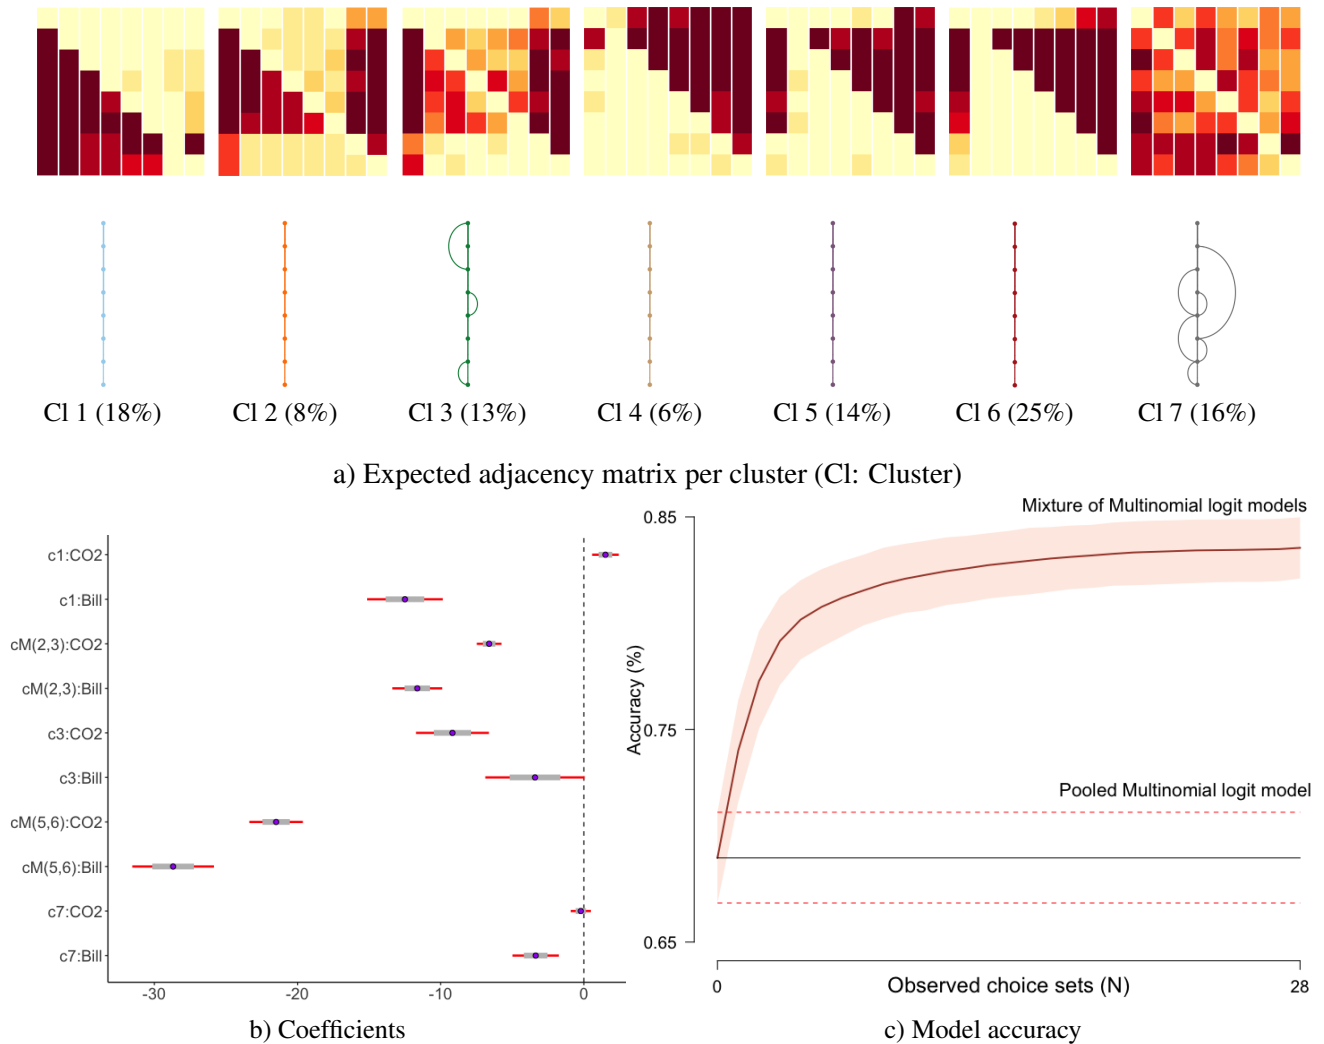 Cl 1 (18%)
Cl 2 (8%)
Cl 3 (13%)
Cl 4 (6%)
Cl 5 (14%)
Cl 6 (25%)
Cl 7 (16%)
a) Expected adjacency matrix per cluster (Cl: Cluster)
c1:CO2
c1:Bill
cM(2,3):CO2
cM(2,3):Bill
c3:CO2
c3:Bill
cM(5,6):CO2
cM(5,6):Bill
c7:CO2
c7:Bill
-30
-20
-10
0
b) Coefficients
Mixture of Multinomial logit models
0.85
Accuracy (%)
0.75
Pooled Multinomial logit model
0.65
0
Observed choice sets (N)
28
c) Model accuracy